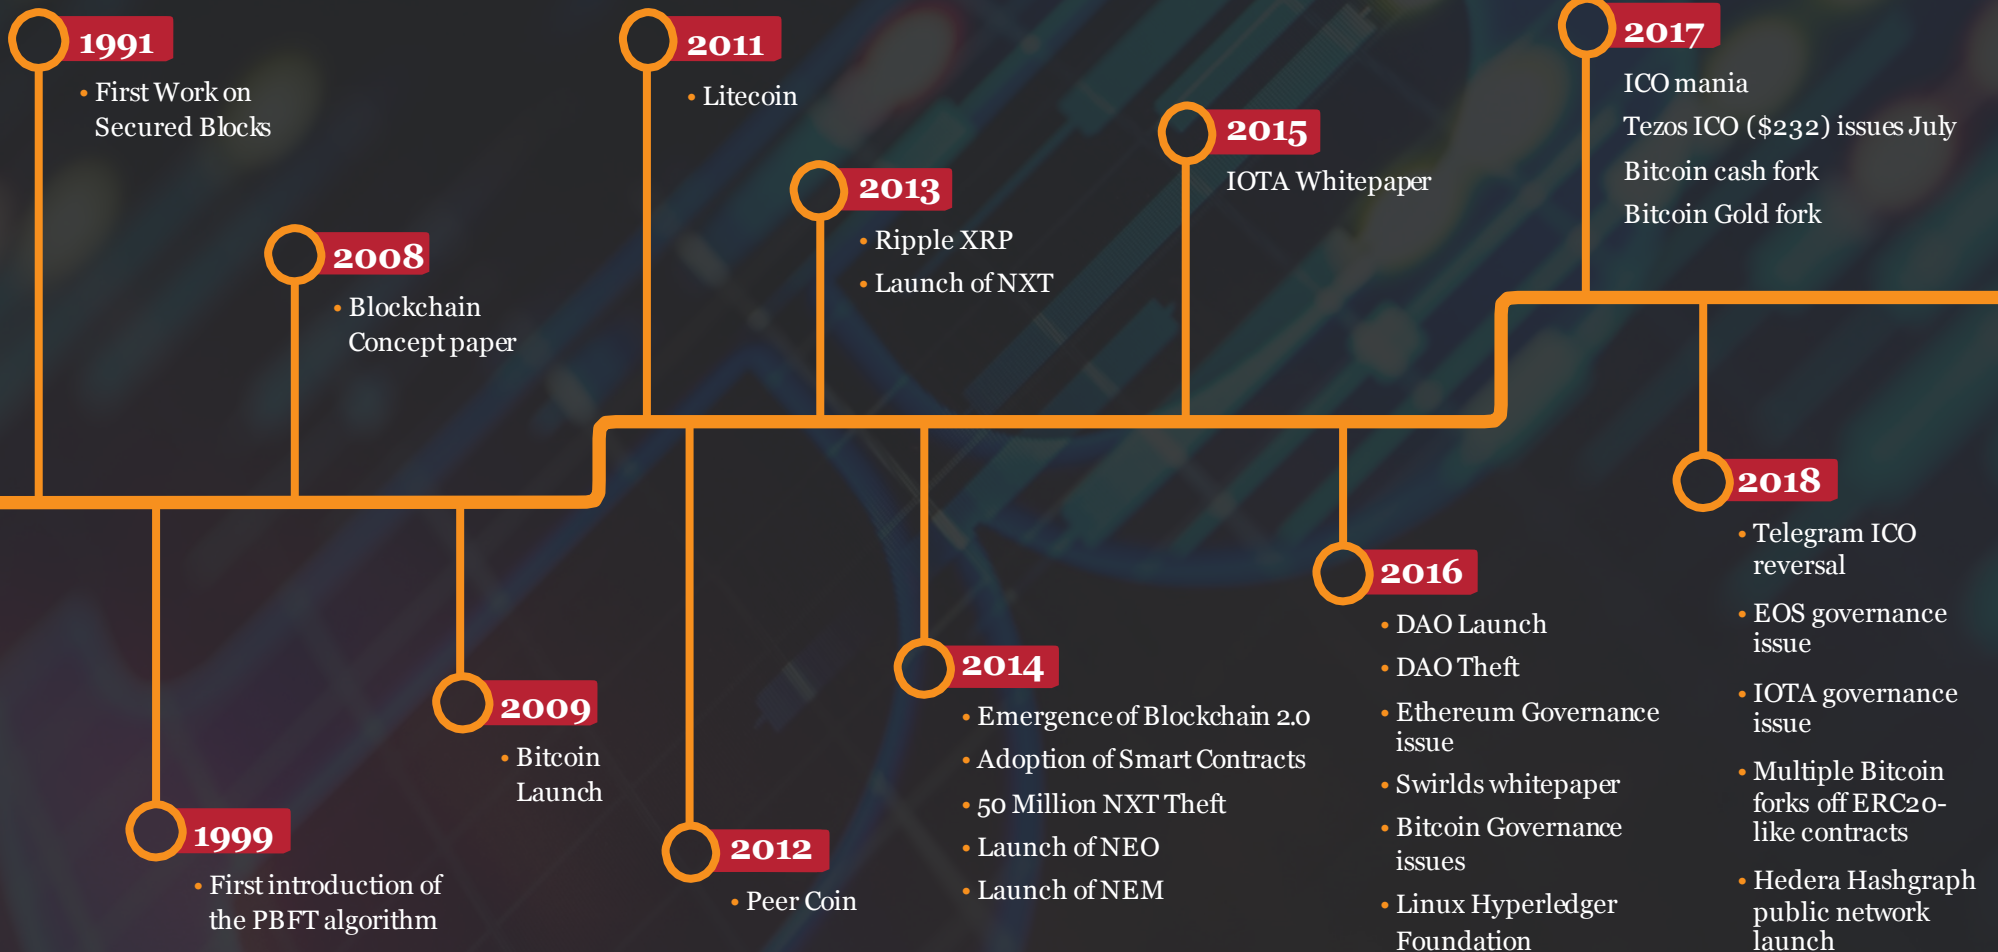 1991
• First Work on
Secured Blocks
1999
• First introduction of
the PBFT algorithm
2008
• Blockchain
Concept paper
2009
• Bitcoin
Launch
2011
• Litecoin
2012
• Peer Coin
2013
• Ripple XRP
• Launch of NXT
2014
• Emergence of Blockchain 2.0
• Adoption of Smart Contracts
• 50 Million NXT Theft
• Launch of NEO
• Launch of NEM
2015
IOTA Whitepaper
2016
• DAO Launch
• DAO Theft
• Ethereum Governance
issue
• Swirlds whitepaper
• Bitcoin Governance
issues
• Linux Hyperledger
Foundation
2017
ICO mania
Tezos ICO ($232) issues July
Bitcoin cash fork
Bitcoin Gold fork
2018
• Telegram ICO
reversal
• EOS governance
issue
• IOTA governance
issue
• Multiple Bitcoin
forks off ERC20-
like contracts
• Hedera Hashgraph
public network
launch